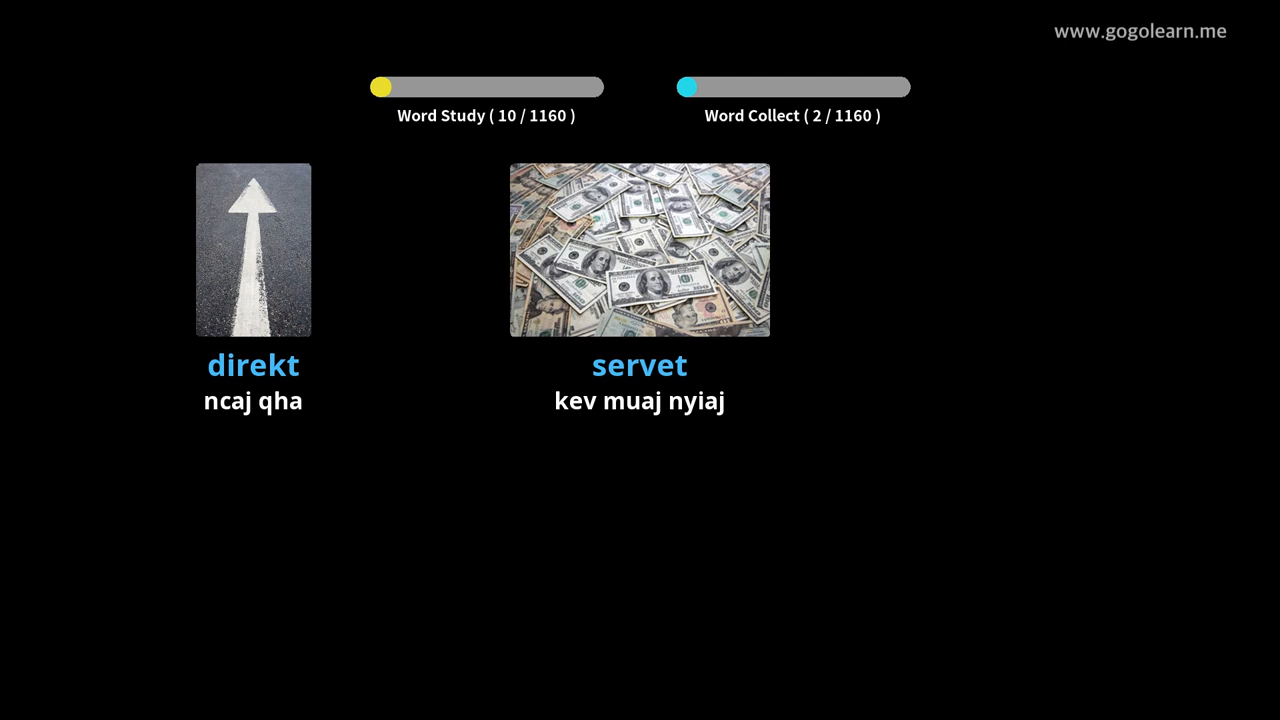 www.gogolearn.me
Word Study ( 10 / 1160 )
Word Collect ( 2 / 1160 )
direkt
ncaj qha
servet
kev muaj nyiaj